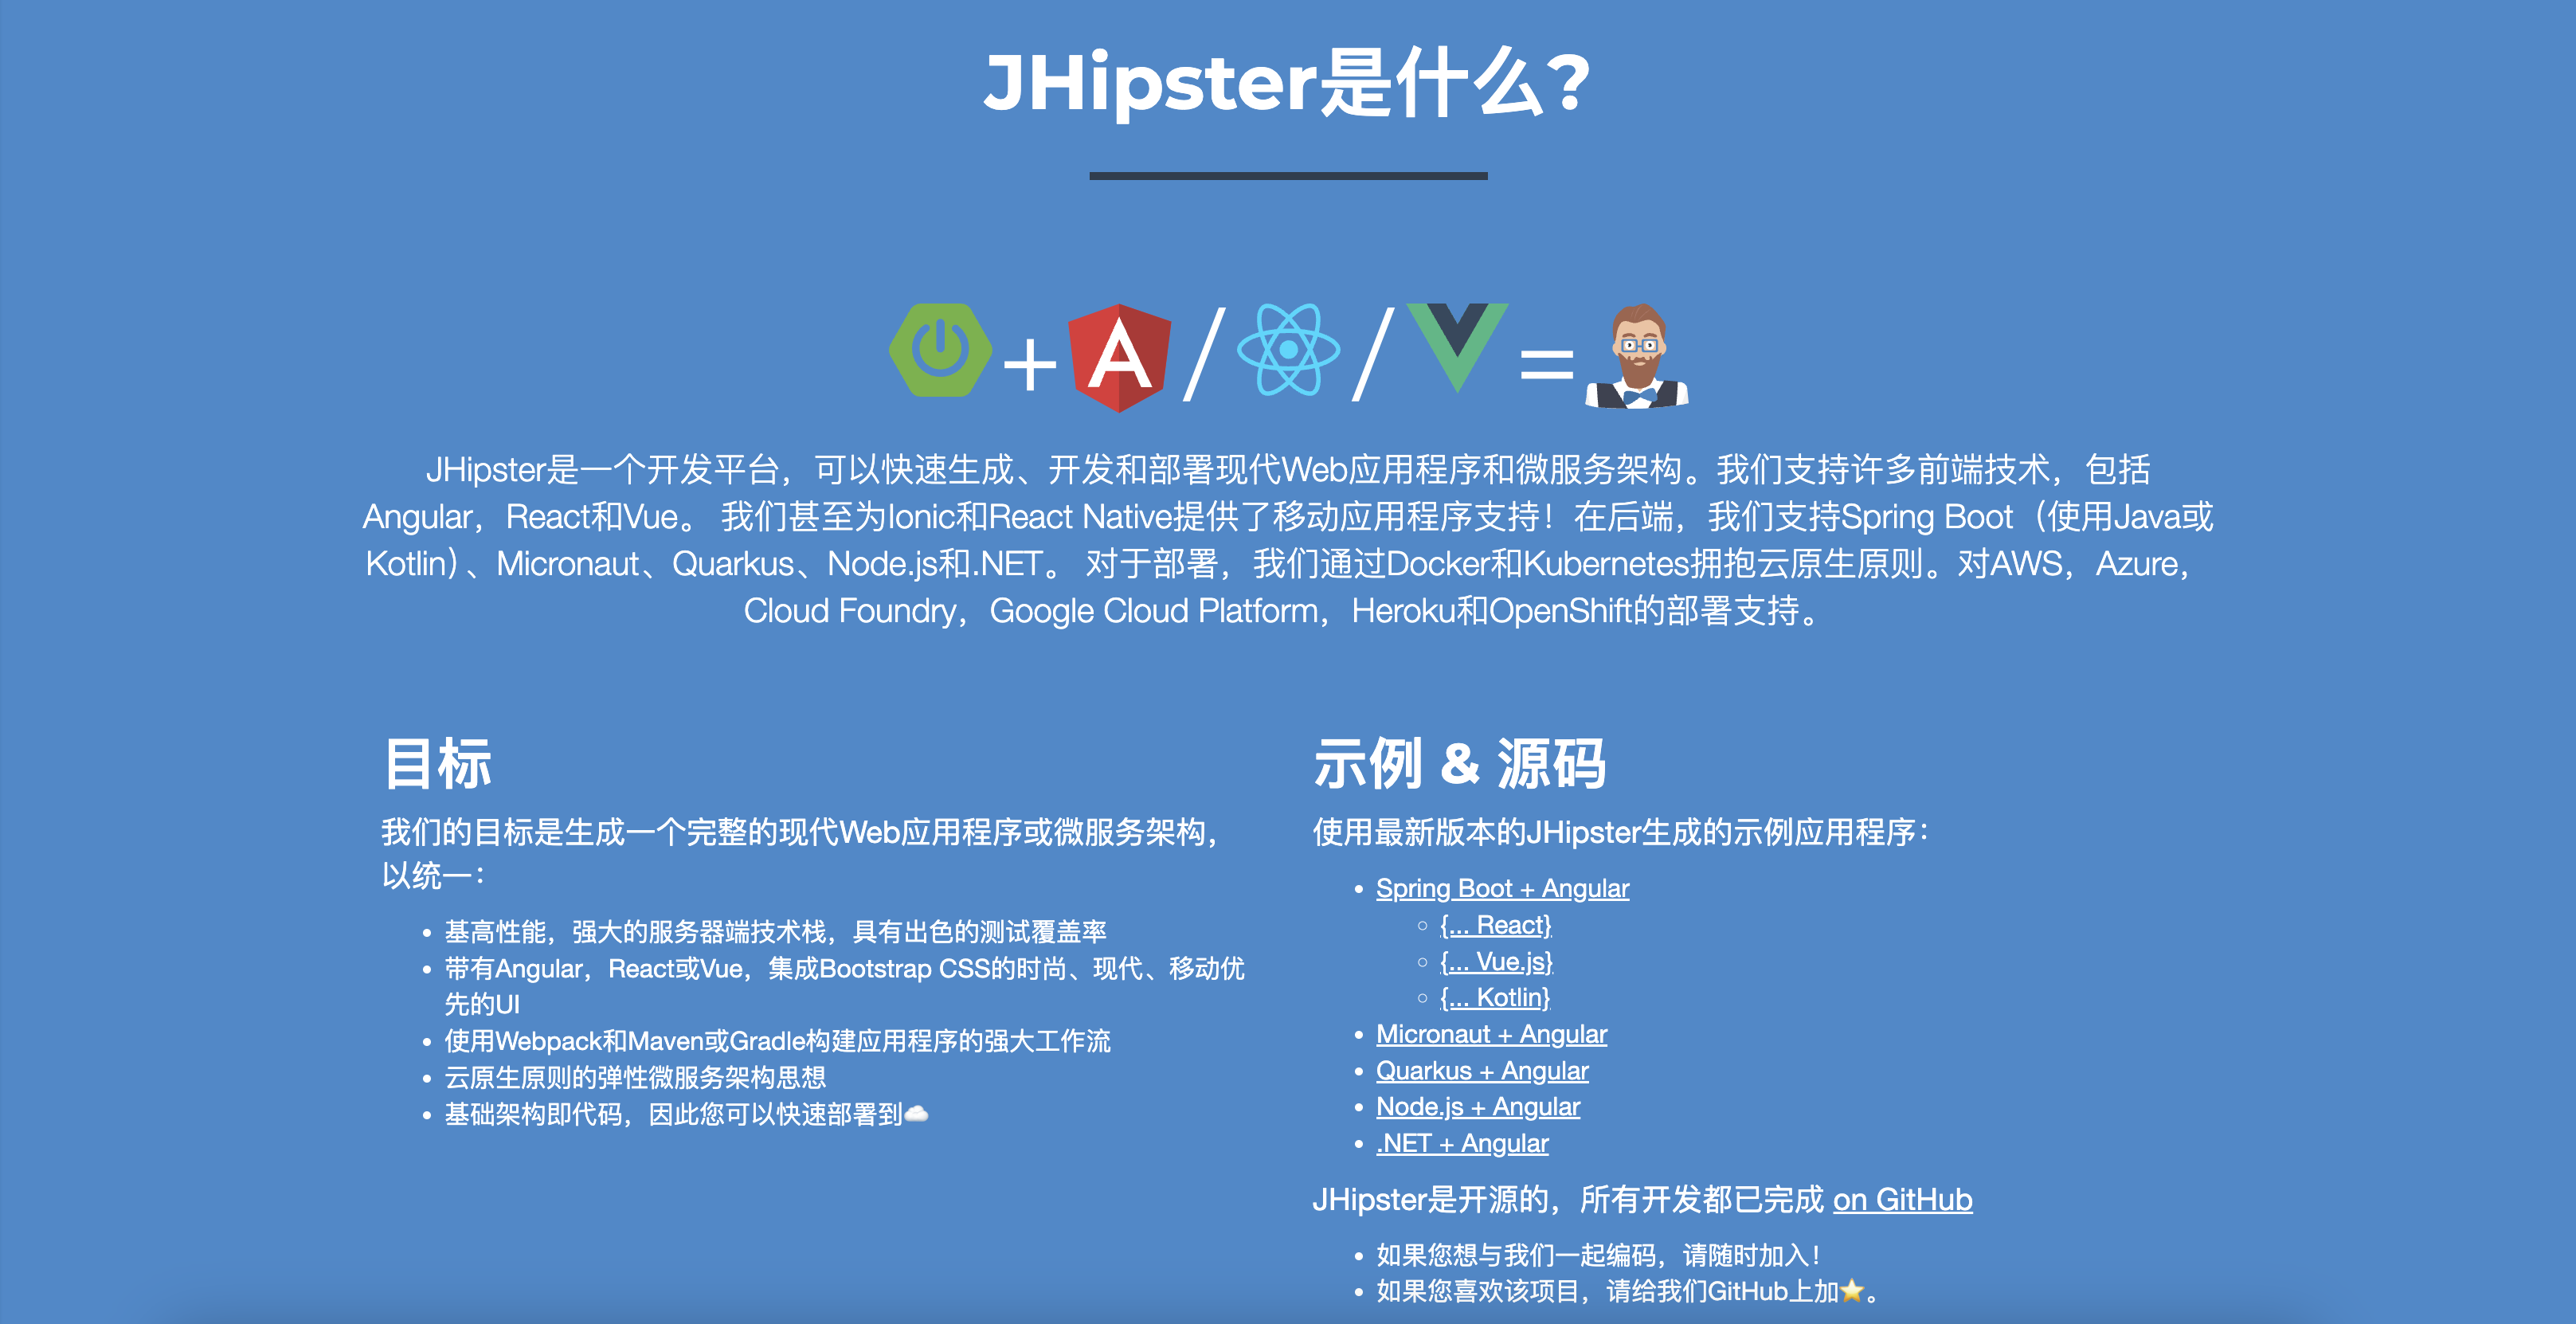 JHipster是什么?
+ / / =
JHipster是一个开发平台，可以快速生成、开发和部署现代Web应用程序和微服务架构。我们支持许多前端技术，包括
Angular，React和Vue。 我们甚至为Ionic和React Native提供了移动应用程序支持！在后端，我们支持Spring Boot（使用Java或
Kotlin）、Micronaut、Quarkus、Node.js和.NET。 对于部署，我们通过Docker和Kubernetes拥抱云原生原则。对AWS，Azure，
Cloud Foundry，Google Cloud Platform，Heroku和OpenShift的部署支持。
目标
我们的目标是生成一个完整的现代Web应用程序或微服务架构，
以统一：
基高性能，强大的服务器端技术栈，具有出色的测试覆盖率
带有Angular，React或Vue，集成Bootstrap CSS的时尚、现代、移动优
先的UI
使用Webpack和Maven或Gradle构建应用程序的强大工作流
云原生原则的弹性微服务架构思想
基础架构即代码，因此您可以快速部署到☁️
示例 & 源码
使用最新版本的JHipster生成的示例应用程序：
Spring Boot + Angular
{... React}
{... Vue.js}
{... Kotlin}
Micronaut + Angular
Quarkus + Angular
Node.js + Angular
.NET + Angular
JHipster是开源的，所有开发都已完成 on GitHub
如果您想与我们一起编码，请随时加入！
如果您喜欢该项目，请给我们GitHub上加⭐。